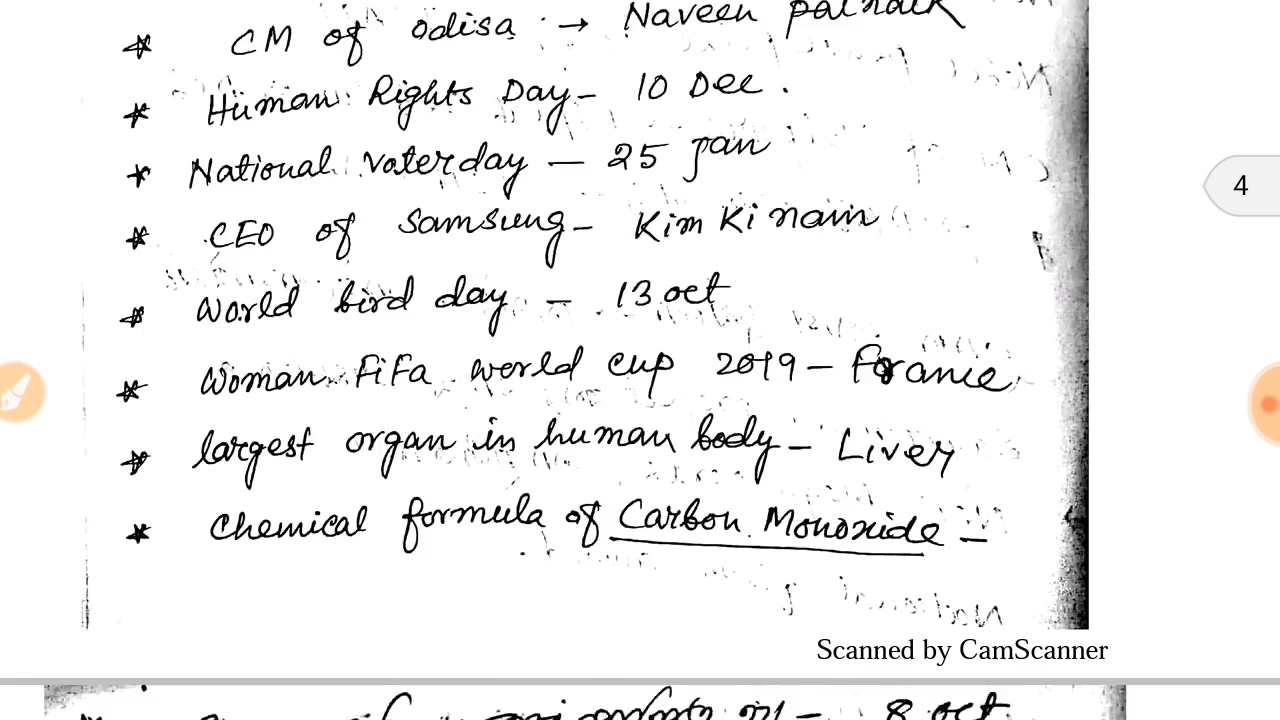 * CM of odisa → Naveen patnaik
* Human Rights Day - 10 Dec.
* National voterday - 25 Jan
* CEO of samsung - Kim Ki nam
* world bird day - 13 oct
4
* woman FiFa world cup 2019 - France
* largest organ in human body - Liver
* chemical formula of Carbon Monoxide -
Scanned by CamScanner
8 oct